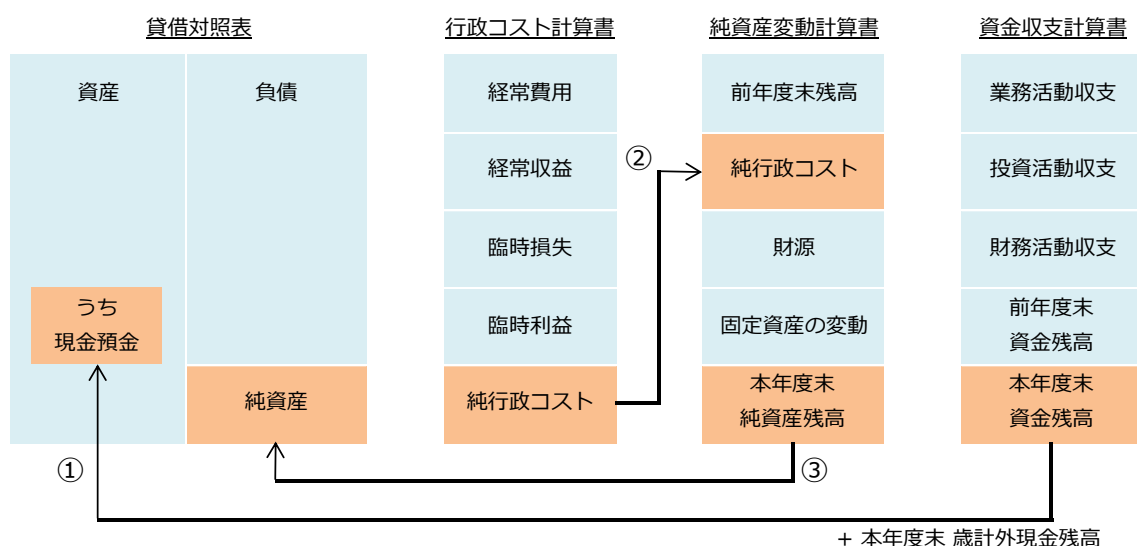 貸借対照表
資産
負債
うち
現金預金
純資産
①
行政コスト計算書
経常費用
経常収益
臨時損失
臨時利益
純行政コスト
②
純資産変動計算書
前年度末残高
純行政コスト
財源
固定資産の変動
本年度末
純資産残高
③
資金収支計算書
業務活動収支
投資活動収支
財務活動収支
前年度末
資金残高
本年度末
資金残高
+ 本年度末 歳計外現金残高